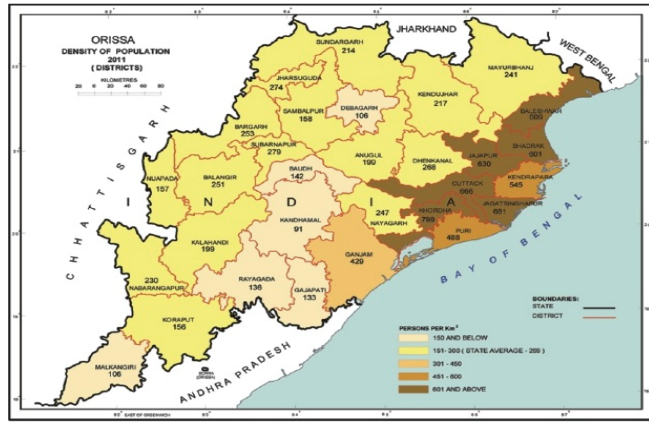 ORISSA
DENSITY OF POPULATION
2011
(DISTRICTS)
KILOMETRES
20 0 20 40 60 80
JHARKHAND
WEST BENGAL
CHHATTISGARH
ANDHRA PRADESH
BAY OF BENGAL
I N D I A
SUNDARGARH
214
JHARSUGUDA
274
SAMBALPUR
158
DEBAGARH
106
KENDUJHAR
217
MAYURBHANJ
241
BALESHWAR
BHADRAK
601
BARGARH
253
SUBARNAPUR
279
ANUGUL
199
DHENKANAL
268
JAJAPUR
630
KENDRAPARA
545
NUAPADA
157
BALANGIR
251
BAUDH
142
CUTTACK
666
JAGATSINGHAPUR
681
KANDHAMAL
91
247
NAYAGARH
KHORDHA
799
PURI
488
KALAHANDI
199
GANJAM
429
230
NABARANGAPUR
RAYAGADA
136
GAJAPATI
133
KORAPUT
156
MALKANGIRI
106
BOUNDARIES:
STATE
DISTRICT
PERSONS PER Km²
150 AND BELOW
151- 300 ( STATE AVERAGE - 269 )
301 - 450
451 - 600
601 AND ABOVE
EAST OF GREENWICH